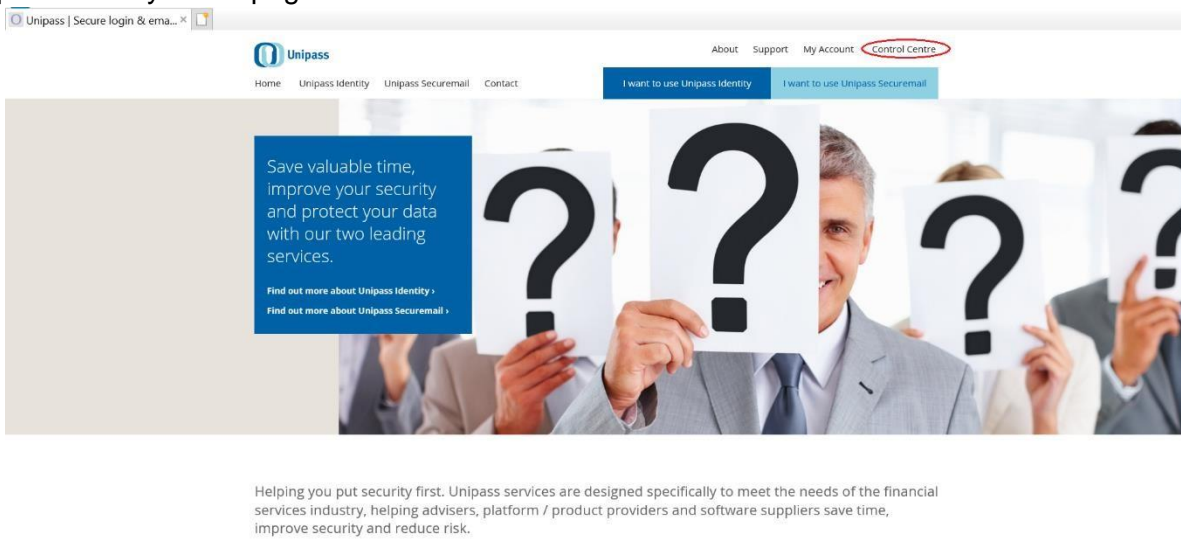 Unipass | Secure login & ema...
Unipass
About Support My Account Control Centre
Home Unipass Identity Unipass Securemail Contact
I want to use Unipass Identity
I want to use Unipass Securemail
Save valuable time,
improve your security
and protect your data
with our two leading
services.
Find out more about Unipass Identity ›
Find out more about Unipass Securemail ›
? ? ? ? ?
Helping you put security first. Unipass services are designed specifically to meet the needs of the financial
services industry, helping advisers, platform / product providers and software suppliers save time,
improve security and reduce risk.